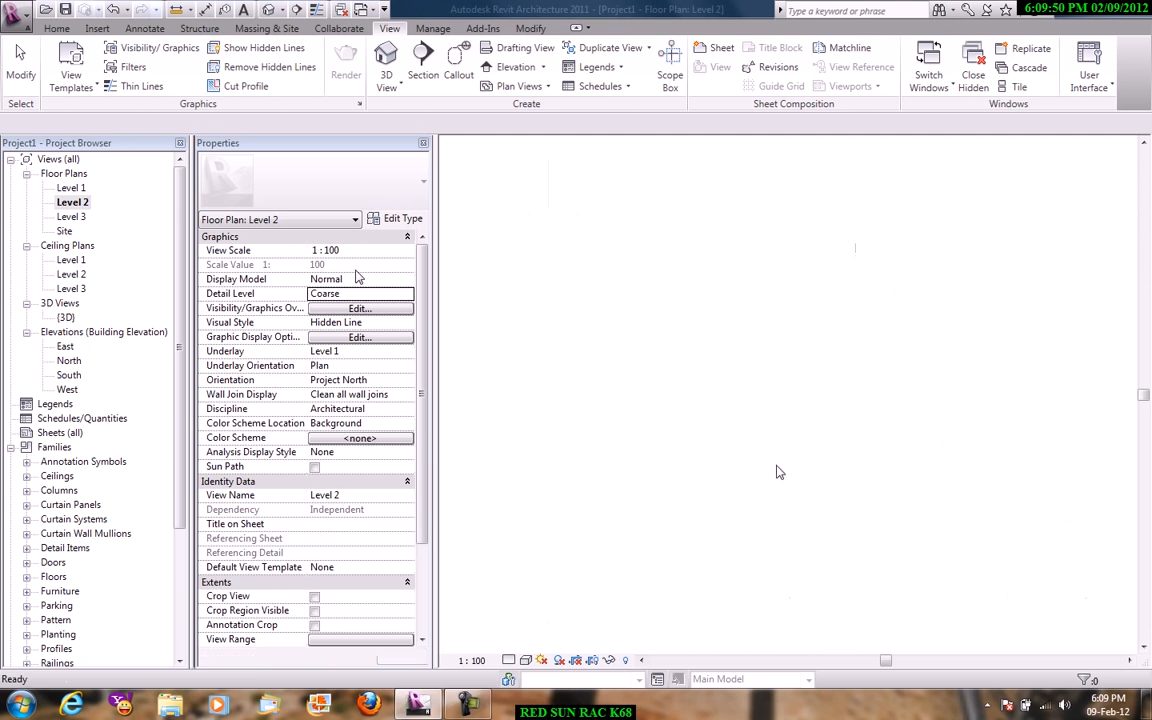 Autodesk Revit Architecture 2011 - [Project1 - Floor Plan: Level 2]
Type a keyword or phrase
6:09:50 PM 02/09/2012
Home Insert Annotate Structure Massing & Site Collaborate View Manage Add-Ins Modify
Modify
View Templates
Visibility/ Graphics
Filters
Thin Lines
Show Hidden Lines
Remove Hidden Lines
Cut Profile
Render
3D View
Section
Callout
Drafting View
Elevation
Plan Views
Duplicate View
Legends
Schedules
Scope Box
Sheet
View
Title Block
Revisions
Guide Grid
Matchline
View Reference
Viewports
Switch Windows
Close Hidden
Replicate
Cascade
Tile
User Interface
Select Graphics Create Sheet Composition Windows
Project1 - Project Browser
Views (all)
Floor Plans
Level 1
Level 2
Level 3
Site
Ceiling Plans
Level 1
Level 2
Level 3
3D Views
{3D}
Elevations (Building Elevation)
East
North
South
West
Legends
Schedules/Quantities
Sheets (all)
Families
Annotation Symbols
Ceilings
Columns
Curtain Panels
Curtain Systems
Curtain Wall Mullions
Detail Items
Doors
Floors
Furniture
Parking
Pattern
Planting
Profiles
Railings
Properties
Floor Plan: Level 2 Edit Type
Graphics
View Scale 1 : 100
Scale Value 1: 100
Display Model Normal
Detail Level Coarse
Visibility/Graphics Ov... Edit...
Visual Style Hidden Line
Graphic Display Opti... Edit...
Underlay Level 1
Underlay Orientation Plan
Orientation Project North
Wall Join Display Clean all wall joins
Discipline Architectural
Color Scheme Location Background
Color Scheme <none>
Analysis Display Style None
Sun Path
Identity Data
View Name Level 2
Dependency Independent
Title on Sheet
Referencing Sheet
Referencing Detail
Default View Template None
Extents
Crop View
Crop Region Visible
Annotation Crop
View Range
1 : 100
Ready
:0
Main Model
:0
6:09 PM
09-Feb-12
RED SUN RAC K68